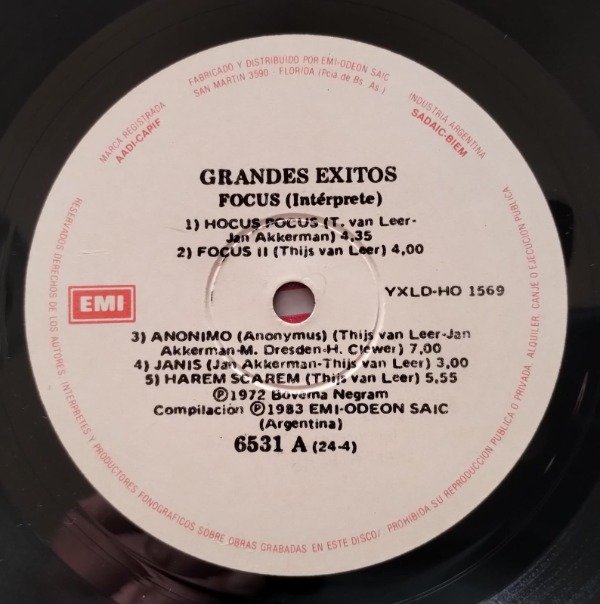 FABRICADO Y DISTRIBUIDO POR EMI-ODEON SAIC
SAN MARTIN 3590 - FLORIDA (Pcia de Bs. As.)
MARCA REGISTRADA
AADI-CAPIF
INDUSTRIA ARGENTINA
SADAIC-BIEM
GRANDES EXITOS
FOCUS (Intérprete)
1) HOCUS POCUS (T. van Leer-
Jan Akkerman) 4,35
2) FOCUS II (Thijs van Leer) 4,00
EMI
YXLD-HO 1569
3) ANONIMO (Anonymus) (Thijs van Leer-Jan
Akkerman-M. Dresden-H. Clewer) 7,00
4) JANIS (Jan Akkerman-Thijs van Leer) 3,00
5) HAREM SCAREM (Thijs van Leer) 5,55
Ⓟ1972 Bovema Negram
Compilación Ⓟ1983 EMI-ODEON SAIC
(Argentina)
6531 A (24-4)
RESERVADOS DERECHOS DE LOS AUTORES INTERPRETES Y PRODUCTORES FONOGRAFICOS SOBRE OBRAS GRABADAS EN ESTE DISCO/ PROHIBIDA SU REPRODUCCION PUBLICA O PRIVADA, ALQUILER, CANJE O EJECUCION PUBLICA